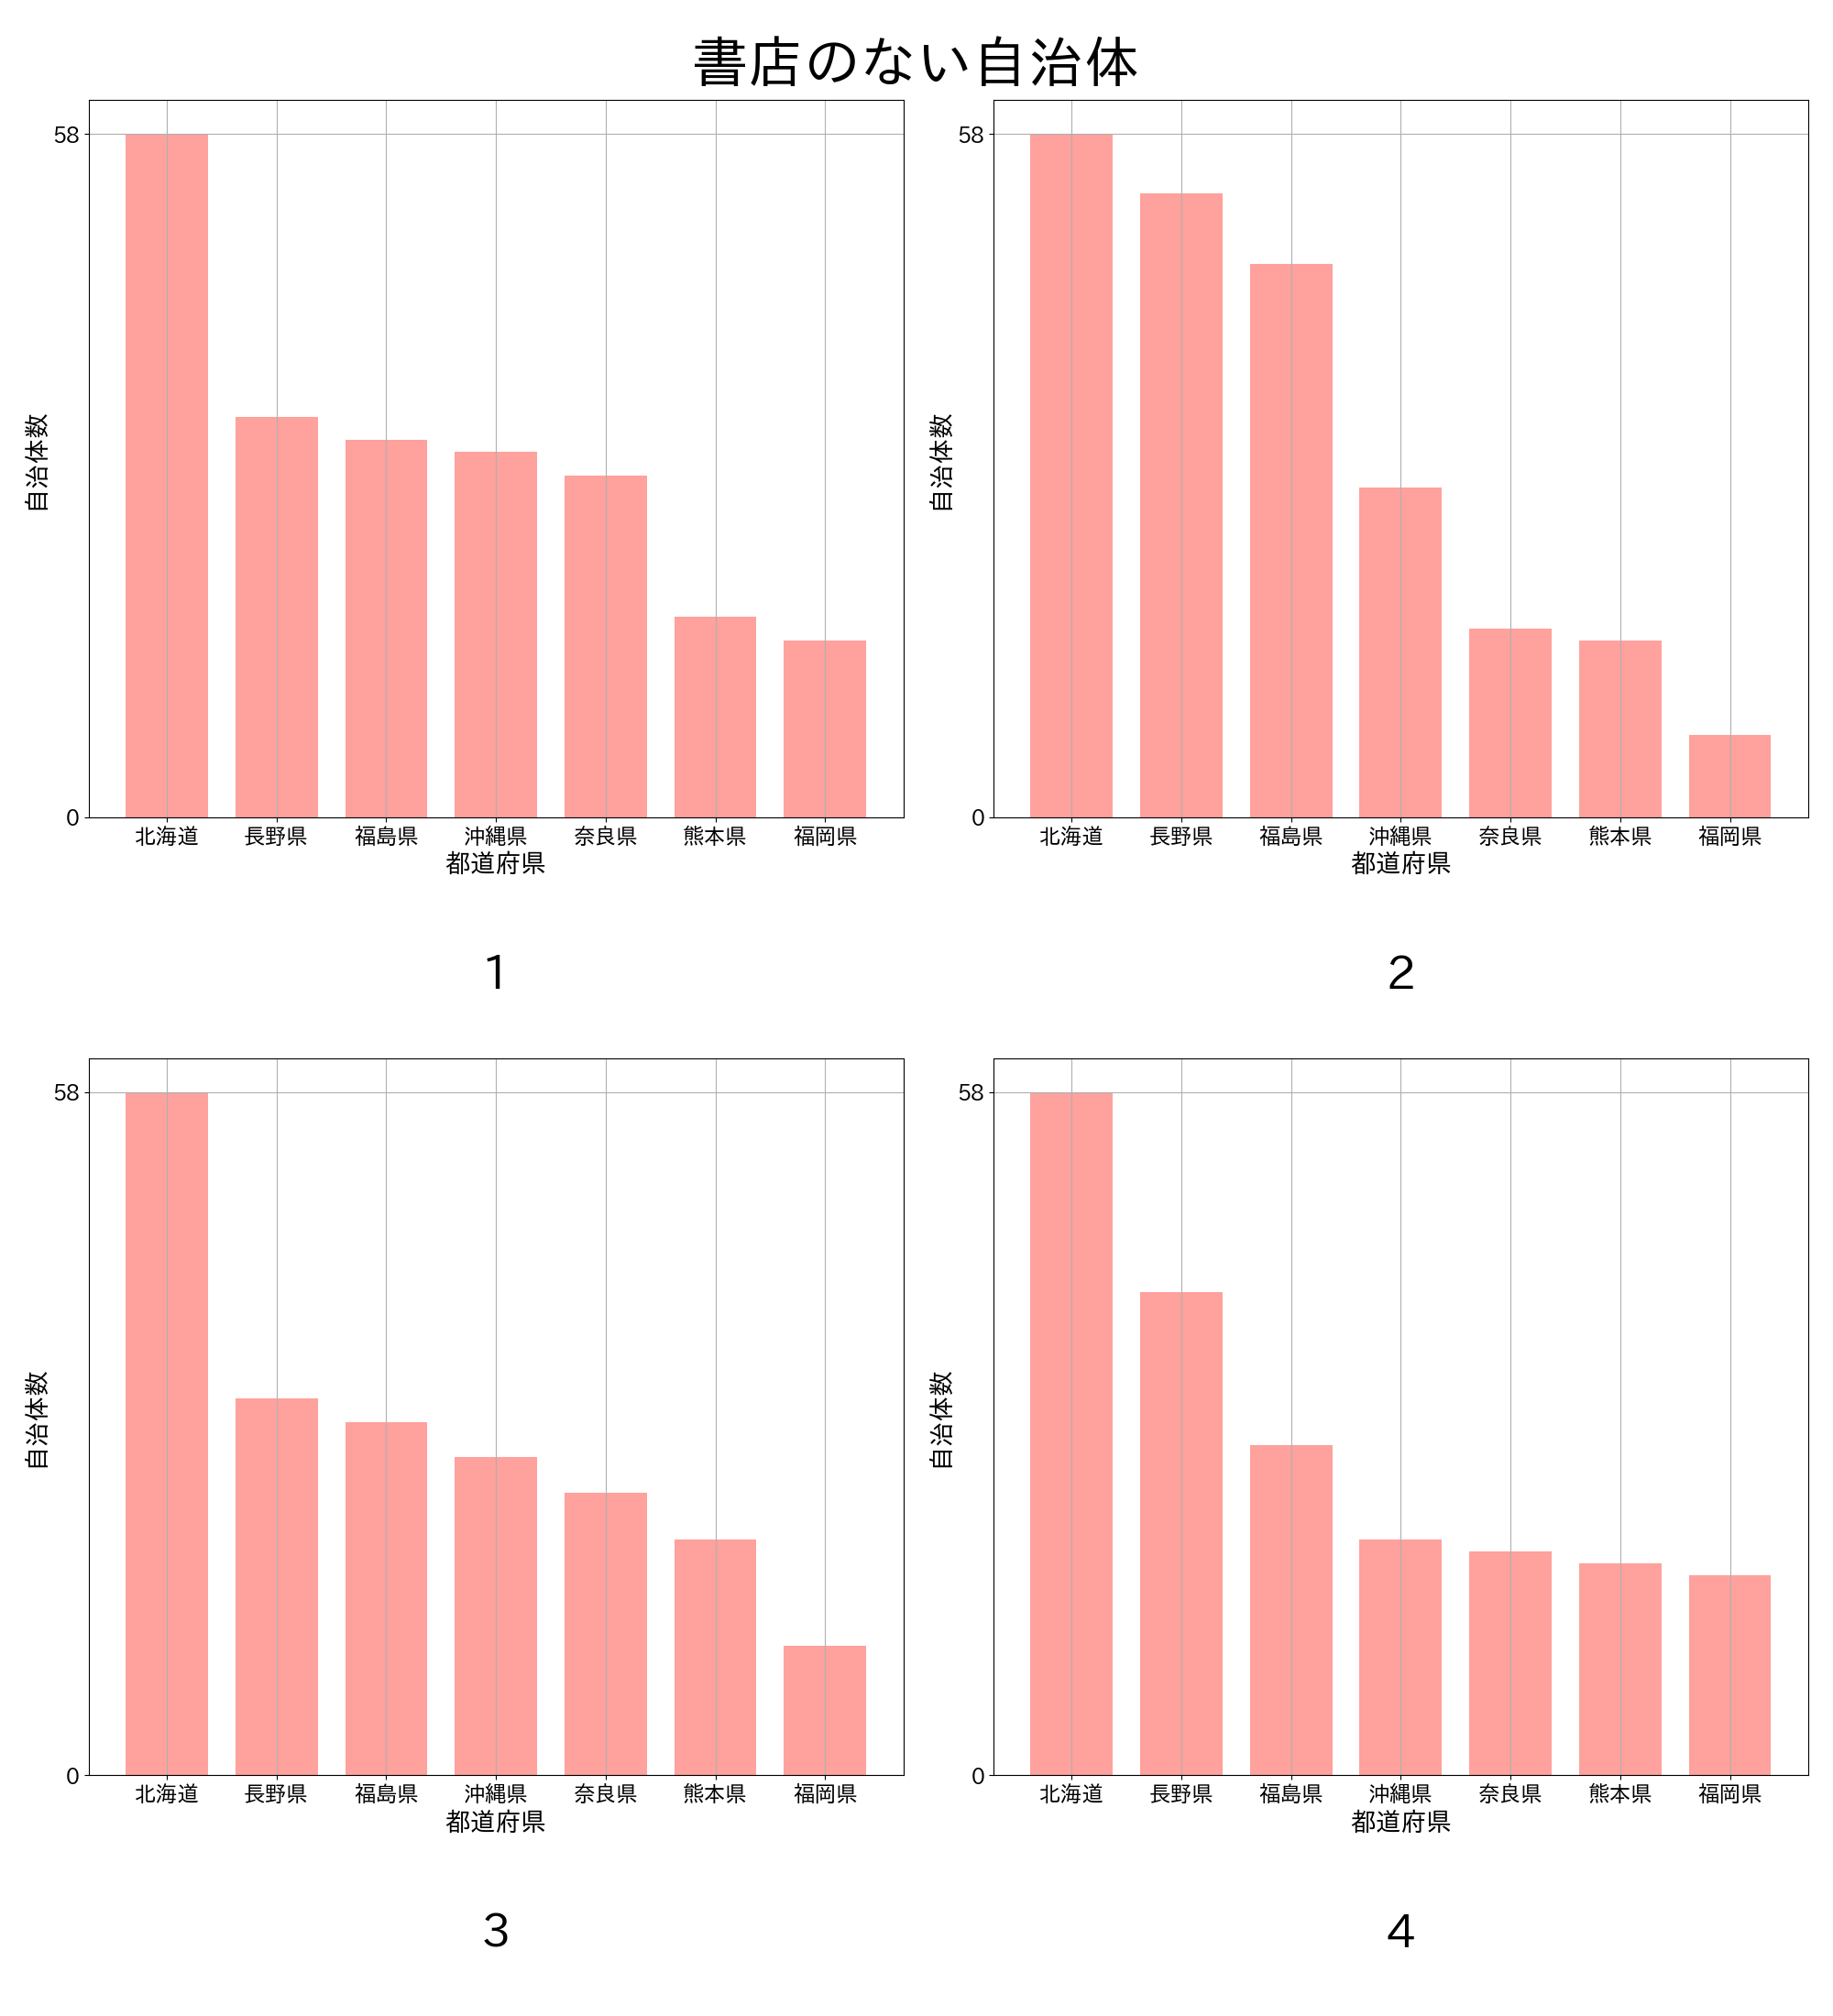 書店のない自治体
58
0
自治体数
北海道 長野県 福島県 沖縄県 奈良県 熊本県 福岡県
都道府県
1
58
0
自治体数
北海道 長野県 福島県 沖縄県 奈良県 熊本県 福岡県
都道府県
2
58
0
自治体数
北海道 長野県 福島県 沖縄県 奈良県 熊本県 福岡県
都道府県
3
58
0
自治体数
北海道 長野県 福島県 沖縄県 奈良県 熊本県 福岡県
都道府県
4